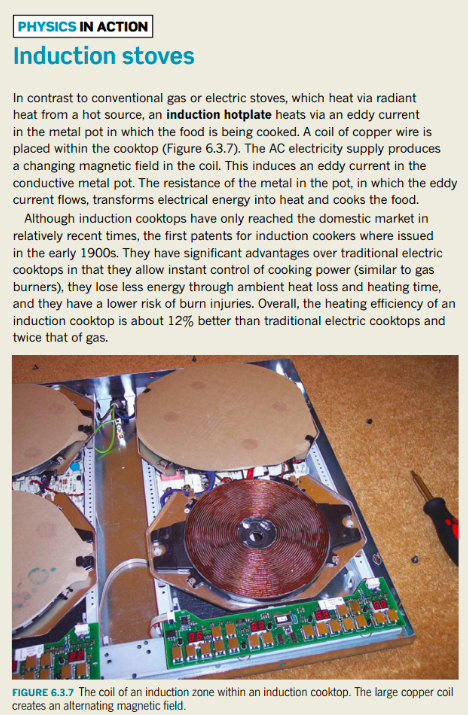 PHYSICS IN ACTION
Induction stoves
In contrast to conventional gas or electric stoves, which heat via radiant
heat from a hot source, an induction hotplate heats via an eddy current
in the metal pot in which the food is being cooked. A coil of copper wire is
placed within the cooktop (Figure 6.3.7). The AC electricity supply produces
a changing magnetic field in the coil. This induces an eddy current in the
conductive metal pot. The resistance of the metal in the pot, in which the eddy
current flows, transforms electrical energy into heat and cooks the food.
Although induction cooktops have only reached the domestic market in
relatively recent times, the first patents for induction cookers where issued
in the early 1900s. They have significant advantages over traditional electric
cooktops in that they allow instant control of cooking power (similar to gas
burners), they lose less energy through ambient heat loss and heating time,
and they have a lower risk of burn injuries. Overall, the heating efficiency of an
induction cooktop is about 12% better than traditional electric cooktops and
twice that of gas.
FIGURE 6.3.7 The coil of an induction zone within an induction cooktop. The large copper coil
creates an alternating magnetic field.